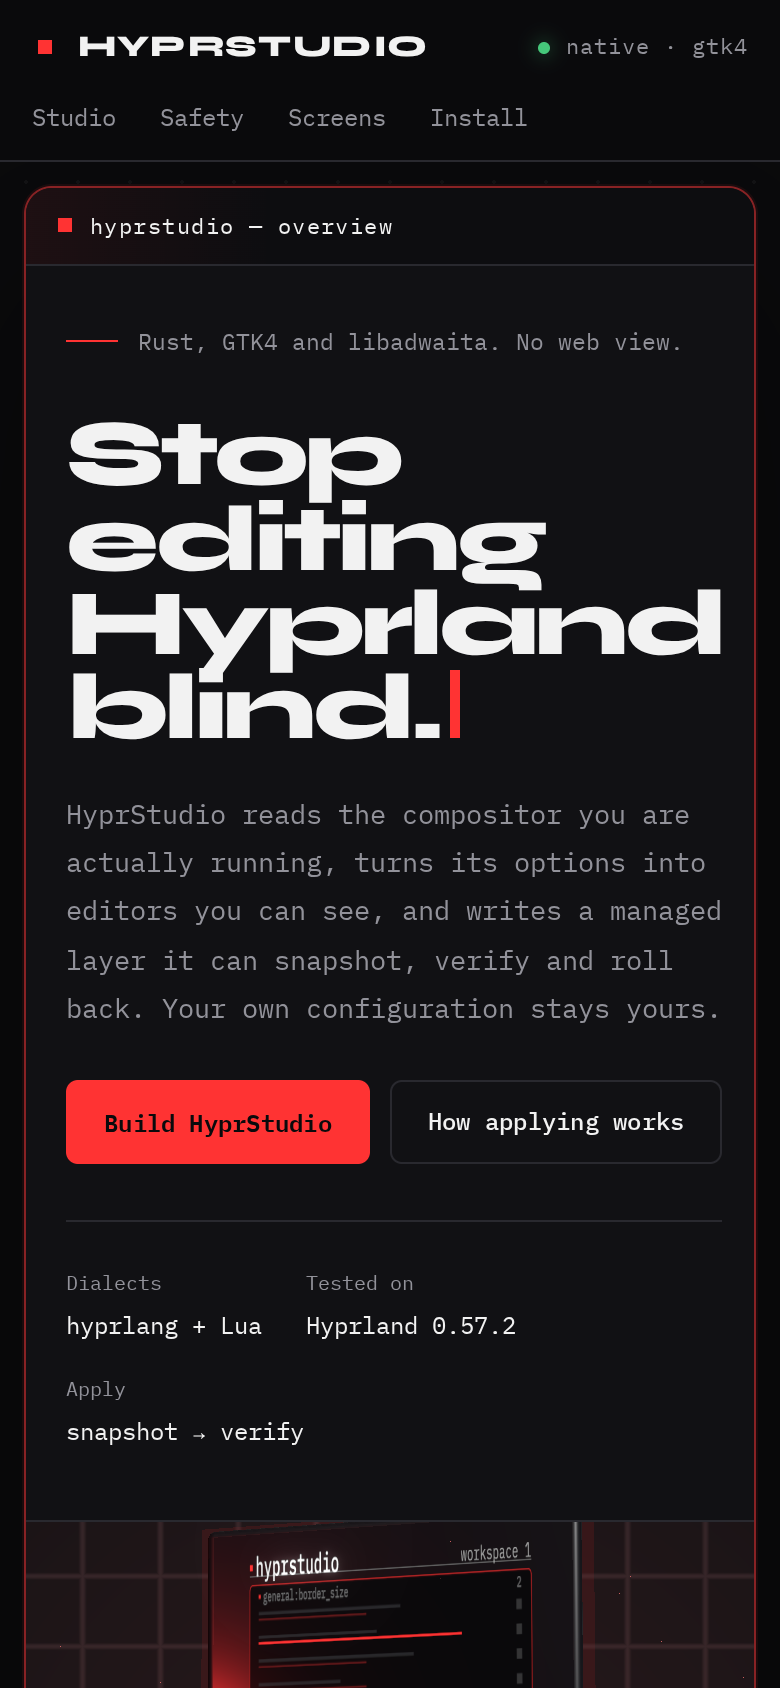 HYPRSTUDIO
native · gtk4
Studio Safety Screens Install
hyprstudio — overview
Rust, GTK4 and libadwaita. No web view.
Stop
editing
Hyprland
blind.
HyprStudio reads the compositor you are
actually running, turns its options into
editors you can see, and writes a managed
layer it can snapshot, verify and roll
back. Your own configuration stays yours.
Build HyprStudio
How applying works
Dialects
hyprlang + Lua
Tested on
Hyprland 0.57.2
Apply
snapshot → verify
hyprstudio
workspace 1
general:border_size
2